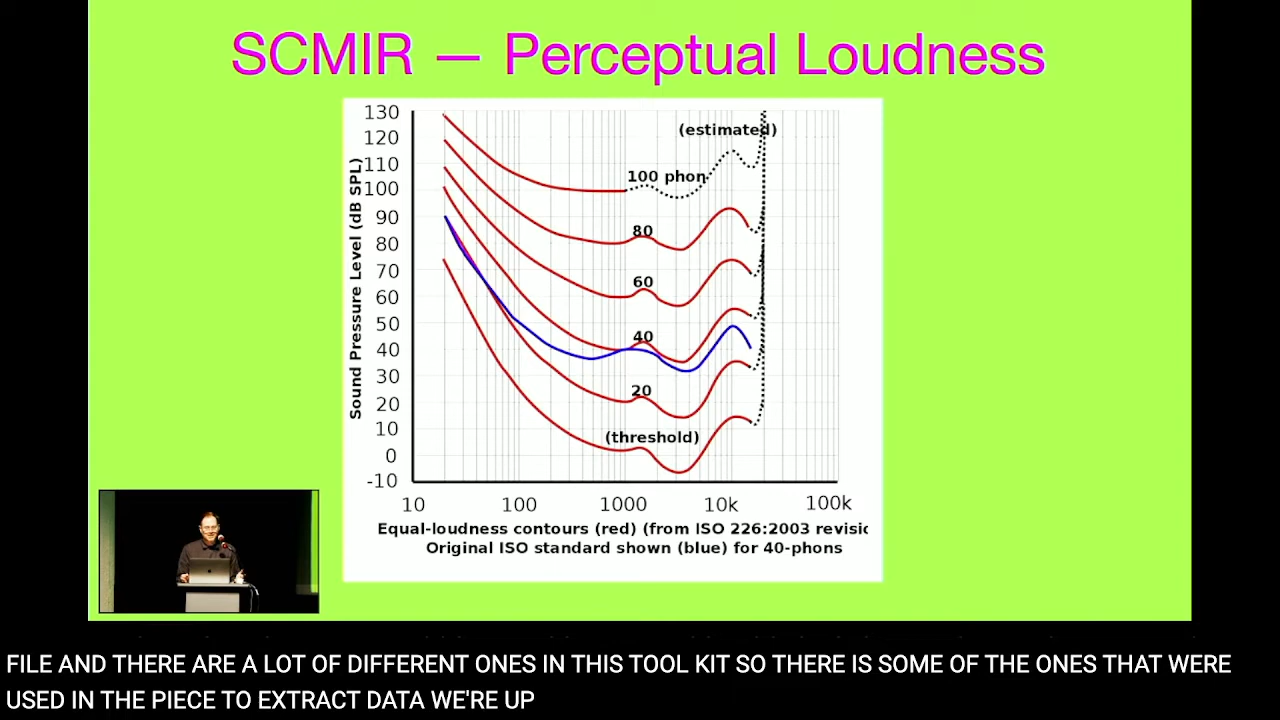 SCMIR — Perceptual Loudness
130
120
110
100
90
80
70
60
50
40
30
20
10
0
-10
Sound Pressure Level (dB SPL)
(estimated)
100 phon
80
60
40
20
(threshold)
10 100 1000 10k 100k
Equal-loudness contours (red) (from ISO 226:2003 revisic
Original ISO standard shown (blue) for 40-phons
FILE AND THERE ARE A LOT OF DIFFERENT ONES IN THIS TOOL KIT SO THERE IS SOME OF THE ONES THAT WERE
USED IN THE PIECE TO EXTRACT DATA WE'RE UP